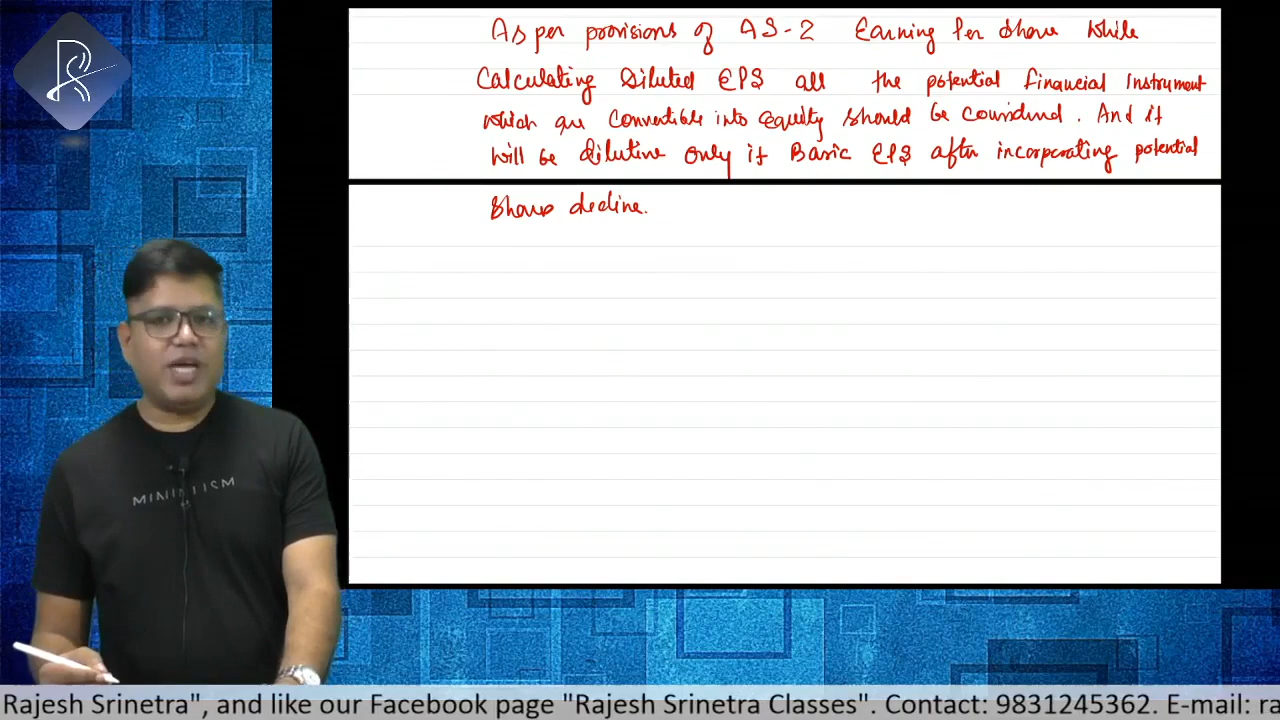 As per provisions of AS-2 Earning Per Share While
Calculating Diluted EPS all the potential financial instrument
which are convertible into equity should be considered. And it
will be dilutive only if Basic EPS after incorporating potential
Shares decline.
MINIMLISM
Rajesh Srinetra", and like our Facebook page "Rajesh Srinetra Classes". Contact: 9831245362. E-mail: ra